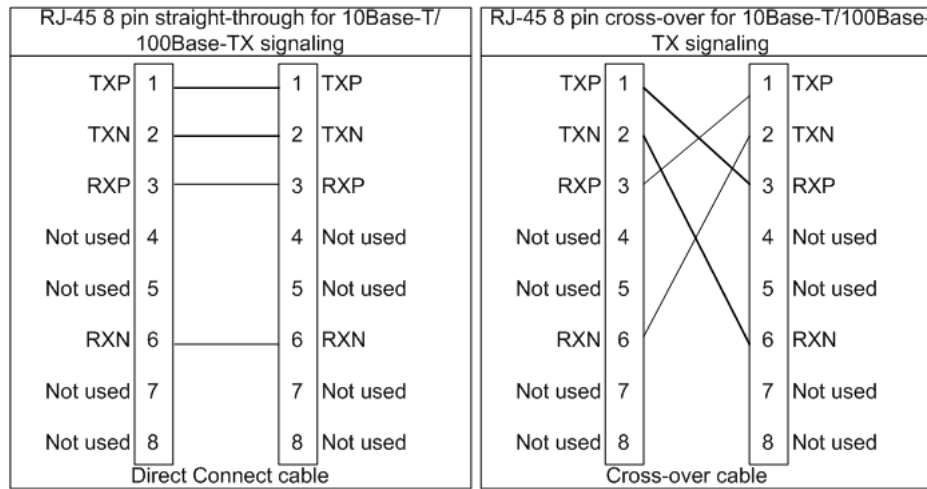 RJ-45 8 pin straight-through for 10Base-T/
100Base-TX signaling
TXP 1 1 TXP
TXN 2 2 TXN
RXP 3 3 RXP
Not used 4 4 Not used
Not used 5 5 Not used
RXN 6 6 RXN
Not used 7 7 Not used
Not used 8 8 Not used
Direct Connect cable
RJ-45 8 pin cross-over for 10Base-T/100Base-
TX signaling
TXP 1 1 TXP
TXN 2 2 TXN
RXP 3 3 RXP
Not used 4 4 Not used
Not used 5 5 Not used
RXN 6 6 RXN
Not used 7 7 Not used
Not used 8 8 Not used
Cross-over cable